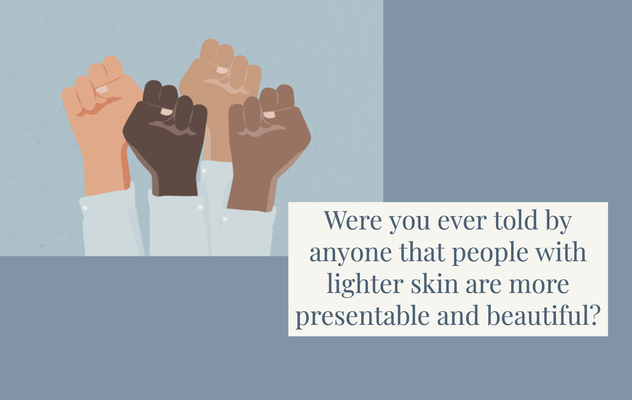 Were you ever told by
anyone that people with
lighter skin are more
presentable and beautiful?